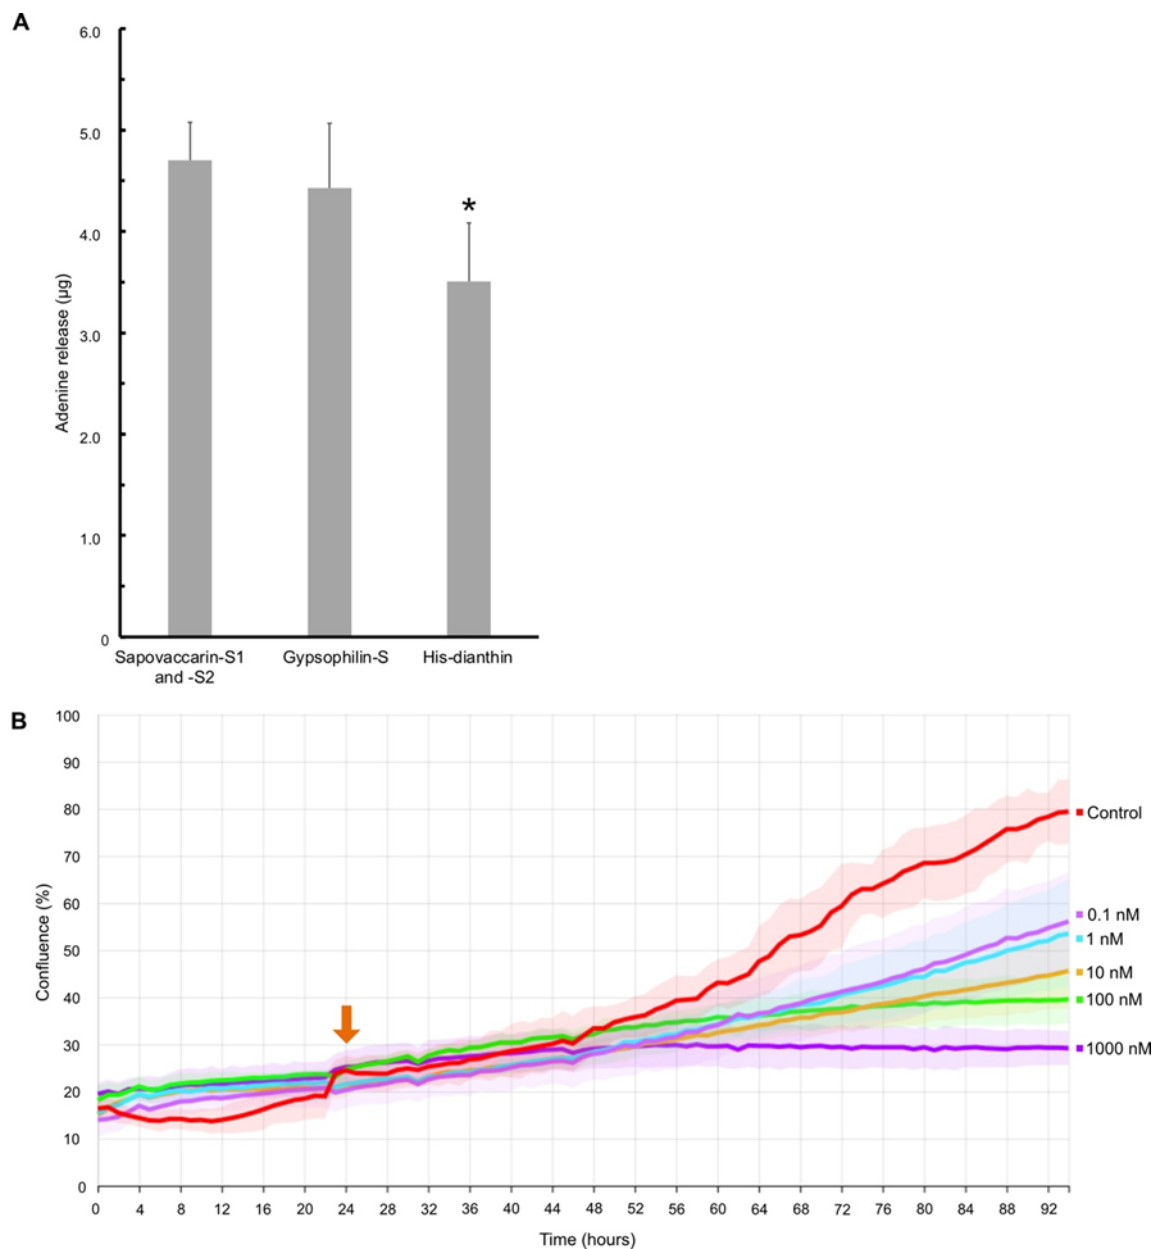 A
6.0
5.0
4.0
3.0
2.0
1.0
0
Adenine release (µg)
*
Sapovaccarin-S1
and -S2
Gypsophilin-S
His-dianthin
B
100
90
80
70
60
50
40
30
20
10
0
Confluence (%)
Control
0.1 nM
1 nM
10 nM
100 nM
1000 nM
0 4 8 12 16 20 24 28 32 36 40 44 48 52 56 60 64 68 72 76 80 84 88 92
Time (hours)